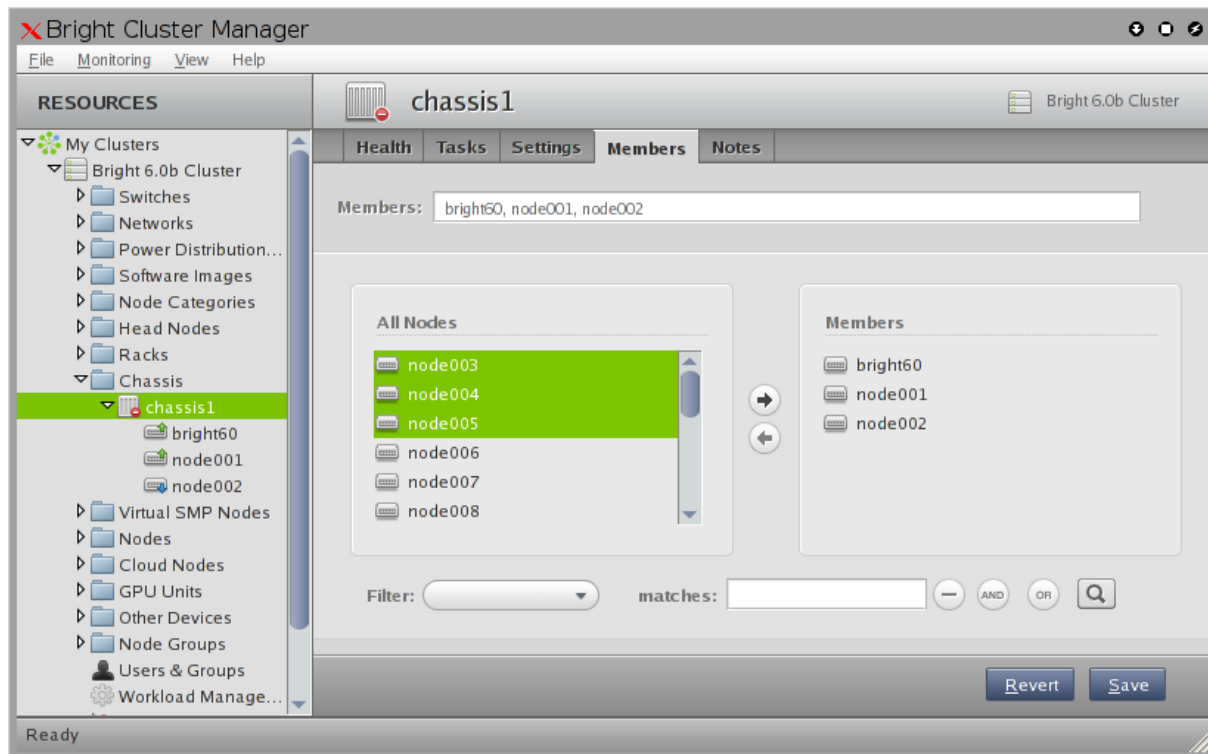 Bright Cluster Manager
File Monitoring View Help
RESOURCES
My Clusters
Bright 6.0b Cluster
Switches
Networks
Power Distribution...
Software Images
Node Categories
Head Nodes
Racks
Chassis
chassis1
bright60
node001
node002
Virtual SMP Nodes
Nodes
Cloud Nodes
GPU Units
Other Devices
Node Groups
Users & Groups
Workload Manage...
chassis1
Bright 6.0b Cluster
Health Tasks Settings Members Notes
Members: bright60, node001, node002
All Nodes
node003
node004
node005
node006
node007
node008
Members
bright60
node001
node002
Filter: matches: AND OR
Revert Save
Ready